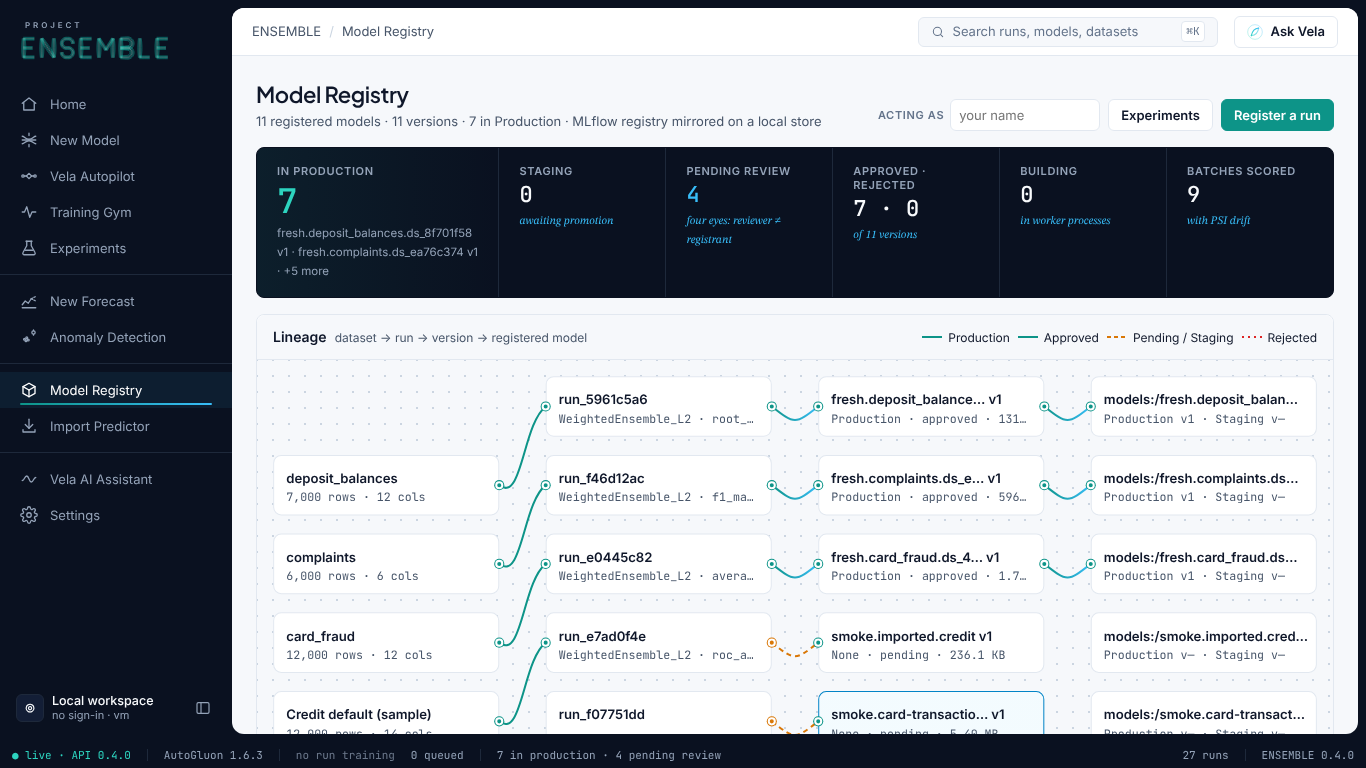 PROJECT
ENSEMBLE
Home
New Model
Vela Autopilot
Training Gym
Experiments
New Forecast
Anomaly Detection
Model Registry
Import Predictor
Vela AI Assistant
Settings
Local workspace
no sign-in · vm
ENSEMBLE / Model Registry
Search runs, models, datasets ⌘K
Ask Vela
Model Registry
11 registered models · 11 versions · 7 in Production · MLflow registry mirrored on a local store
ACTING AS your name Experiments Register a run
IN PRODUCTION
7
fresh.deposit_balances.ds_8f701f58
v1 · fresh.complaints.ds_ea76c374 v1
· +5 more
STAGING
0
awaiting promotion
PENDING REVIEW
4
four eyes: reviewer ≠
registrant
APPROVED ·
REJECTED
7 · 0
of 11 versions
BUILDING
0
in worker processes
BATCHES SCORED
9
with PSI drift
Lineage dataset → run → version → registered model
Production Approved Pending / Staging Rejected
run_5961c5a6
WeightedEnsemble_L2 · root_…
fresh.deposit_balance… v1
Production · approved · 131…
models:/fresh.deposit_balan…
Production v1 · Staging v—
deposit_balances
7,000 rows · 12 cols
run_f46d12ac
WeightedEnsemble_L2 · f1_ma…
fresh.complaints.ds_e… v1
Production · approved · 596…
models:/fresh.complaints.ds…
Production v1 · Staging v—
complaints
6,000 rows · 6 cols
run_e0445c82
WeightedEnsemble_L2 · avera…
fresh.card_fraud.ds_4… v1
Production · approved · 1.7…
models:/fresh.card_fraud.ds…
Production v1 · Staging v—
card_fraud
12,000 rows · 12 cols
run_e7ad0f4e
WeightedEnsemble_L2 · roc_a…
smoke.imported.credit v1
None · pending · 236.1 KB
models:/smoke.imported.cred…
Production v— · Staging v—
Credit default (sample)
12,000 rows · 14 cols
run_f07751dd
smoke.card-transactio… v1
None · pending · 5.40 MB
models:/smoke.card-transact…
Production v— · Staging v—
live · API 0.4.0 AutoGluon 1.6.3 no run training 0 queued 7 in production · 4 pending review 27 runs ENSEMBLE 0.4.0